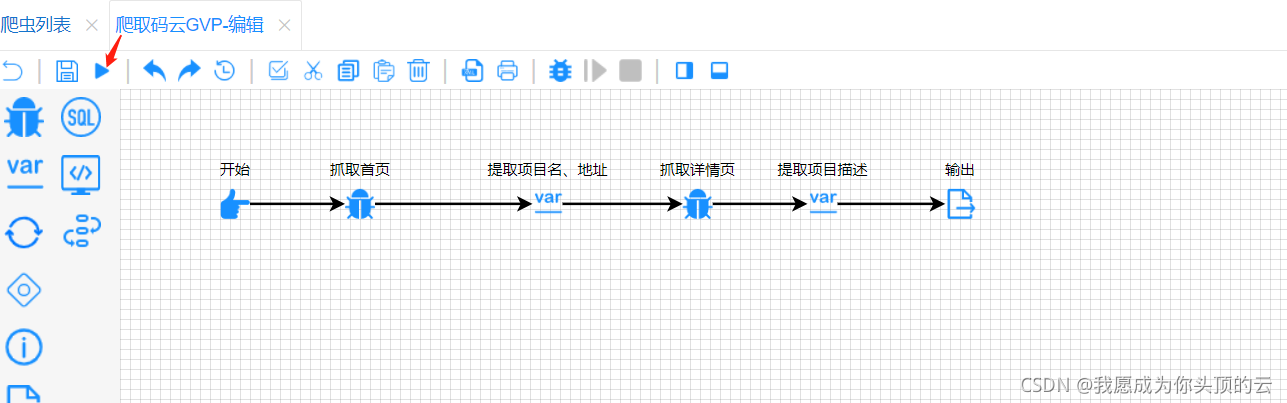 爬虫列表 爬取码云GVP-编辑
SQL
var
开始 抓取首页 提取项目名、地址 抓取详情页 提取项目描述 输出
var var
CSDN @我愿成为你头顶的云